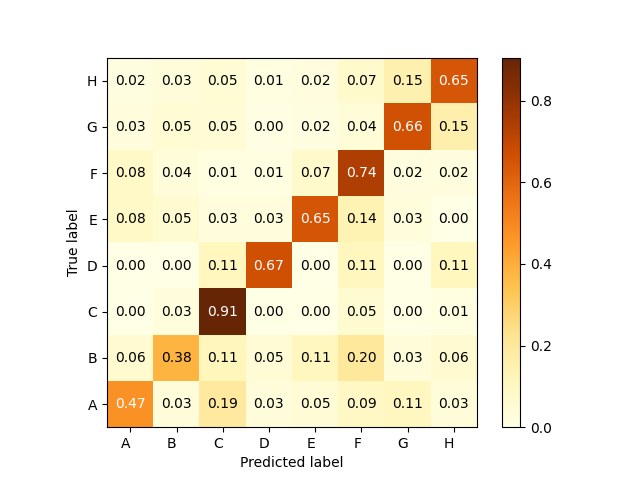 H 0.02 0.03 0.05 0.01 0.02 0.07 0.15 0.65
G 0.03 0.05 0.05 0.00 0.02 0.04 0.66 0.15
F 0.08 0.04 0.01 0.01 0.07 0.74 0.02 0.02
E 0.08 0.05 0.03 0.03 0.65 0.14 0.03 0.00
D 0.00 0.00 0.11 0.67 0.00 0.11 0.00 0.11
C 0.00 0.03 0.91 0.00 0.00 0.05 0.00 0.01
B 0.06 0.38 0.11 0.05 0.11 0.20 0.03 0.06
A 0.47 0.03 0.19 0.03 0.05 0.09 0.11 0.03
A B C D E F G H
Predicted label
True label
0.8
0.6
0.4
0.2
0.0